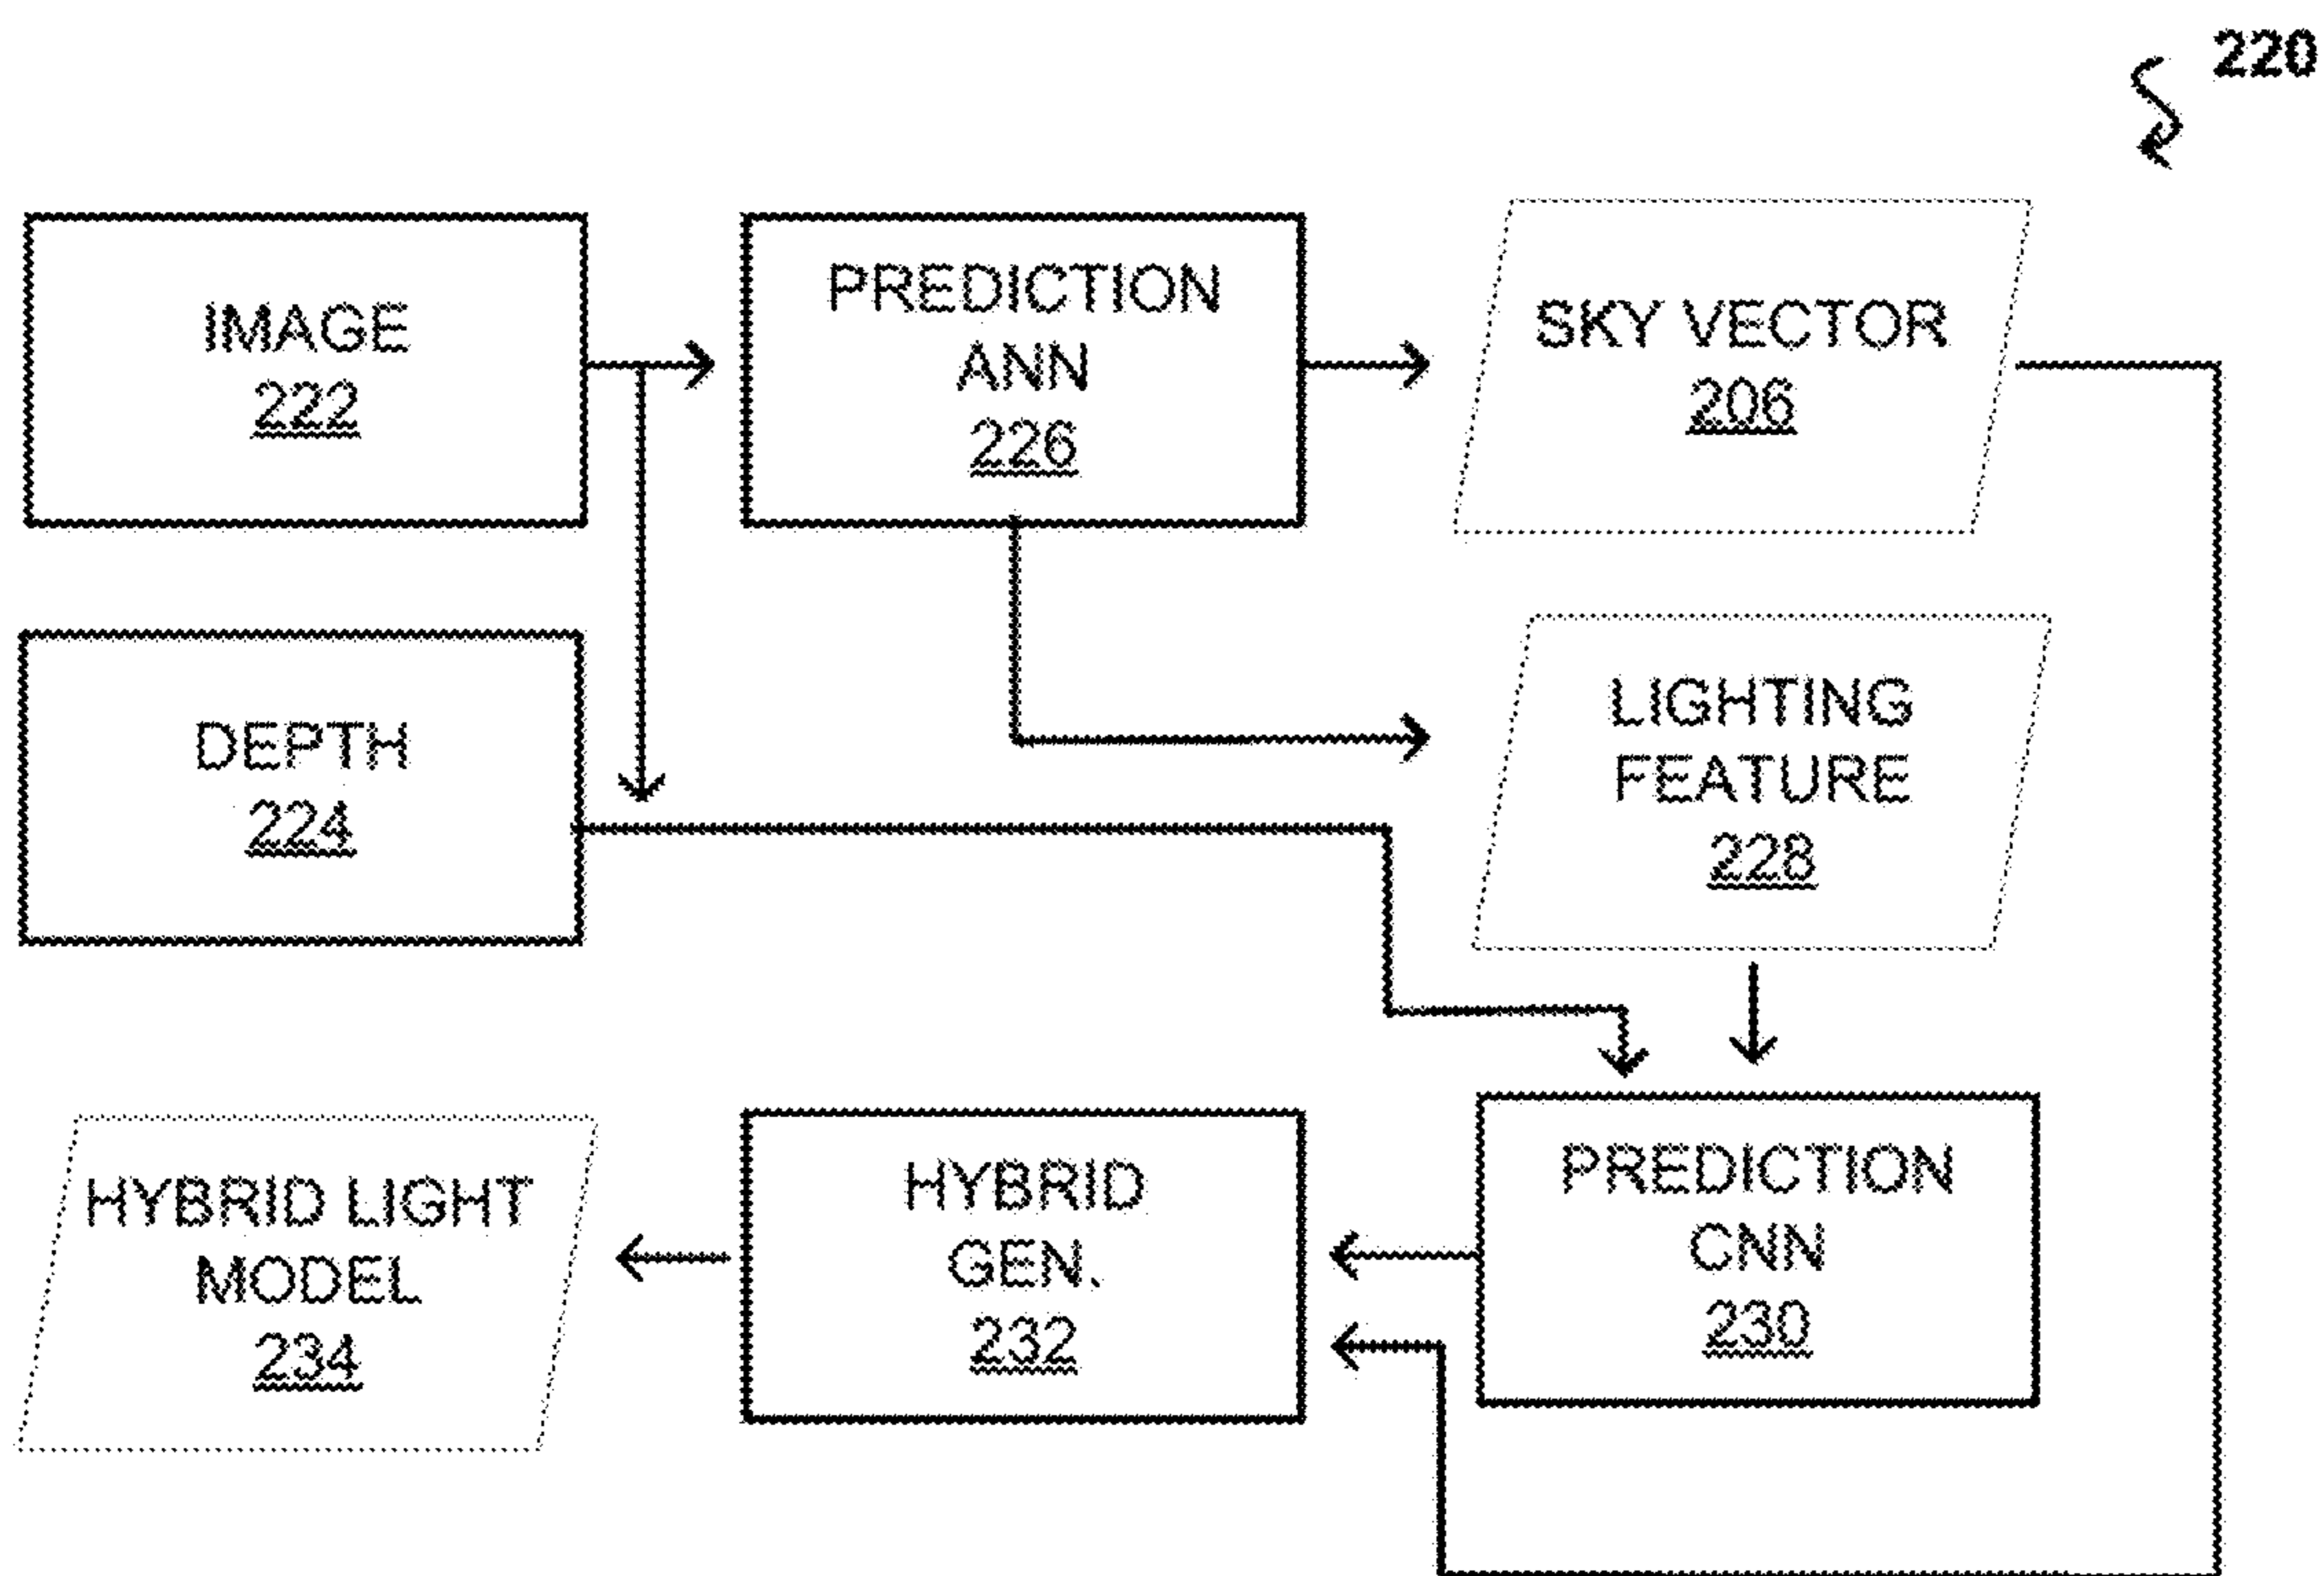 220
IMAGE
222
PREDICTION
ANN
226
SKY VECTOR
206
DEPTH
224
LIGHTING
FEATURE
228
HYBRID LIGHT
MODEL
234
HYBRID
GEN.
232
PREDICTION
CNN
230